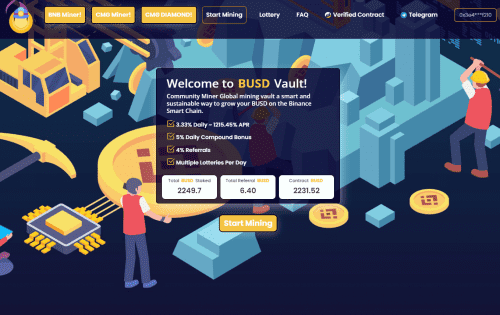 BNB Miner!
CMG Miner!
CMG DIAMOND!
Start Mining
Lottery
FAQ
Verified Contract
Telegram
Welcome to BUSD Vault!
Community Miner Global mining vault a smart and
sustainable way to grow your BUSD on the Binance
Smart Chain.
3.33% Daily ~ 1215.45% APR
5% Daily Compound Bonus
4% Referrals
Multiple Lotteries Per Day
Total BUSD Staked
2249.7
Total Referral BUSD
6.40
Contract BUSD
2231.52
Start Mining